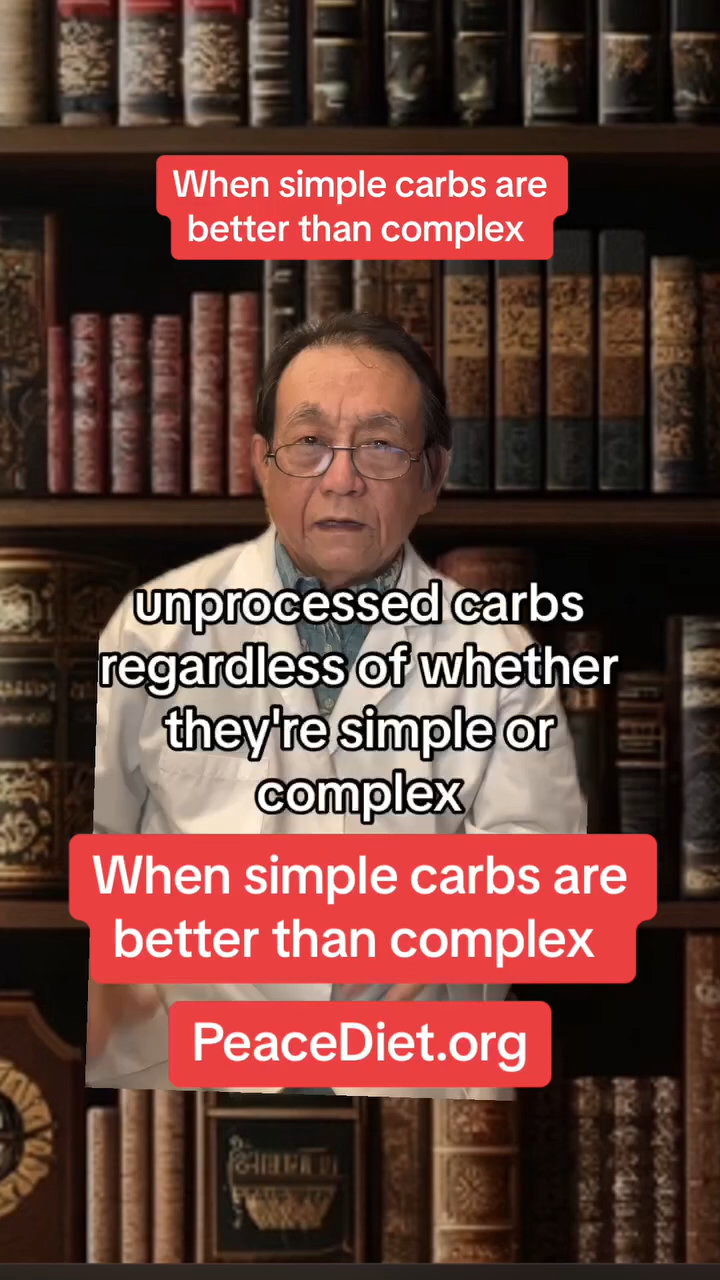 When simple carbs are
better than complex
unprocessed carbs
regardless of whether
they're simple or
complex
When simple carbs are
better than complex
PeaceDiet.org